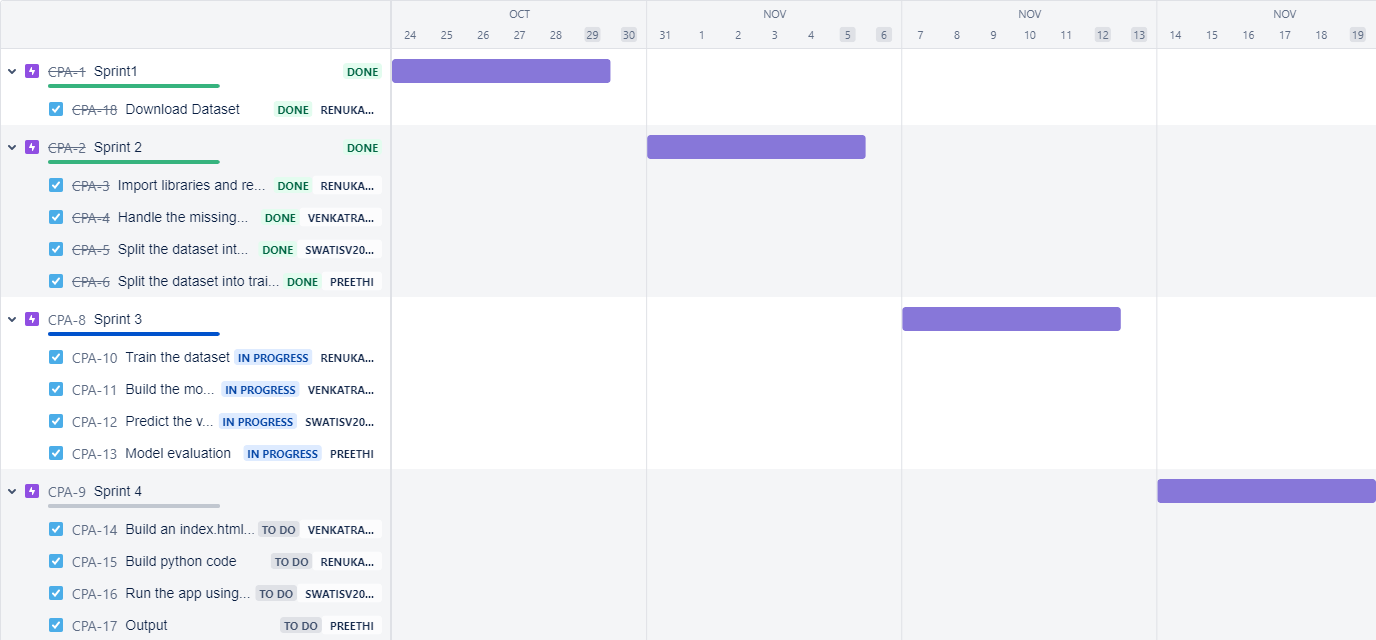 OCT NOV NOV NOV
24 25 26 27 28 29 30 31 1 2 3 4 5 6 7 8 9 10 11 12 13 14 15 16 17 18 19
CPA-1 Sprint1 DONE
CPA-18 Download Dataset DONE RENUKA...
CPA-2 Sprint 2 DONE
CPA-3 Import libraries and re... DONE RENUKA...
CPA-4 Handle the missing... DONE VENKATRA...
CPA-5 Split the dataset int... DONE SWATISV20...
CPA-6 Split the dataset into trai... DONE PREETHI
CPA-8 Sprint 3
CPA-10 Train the dataset IN PROGRESS RENUKA...
CPA-11 Build the mo... IN PROGRESS VENKATRA...
CPA-12 Predict the v... IN PROGRESS SWATISV20...
CPA-13 Model evaluation IN PROGRESS PREETHI
CPA-9 Sprint 4
CPA-14 Build an index.html... TO DO VENKATRA...
CPA-15 Build python code TO DO RENUKA...
CPA-16 Run the app using... TO DO SWATISV20...
CPA-17 Output TO DO PREETHI